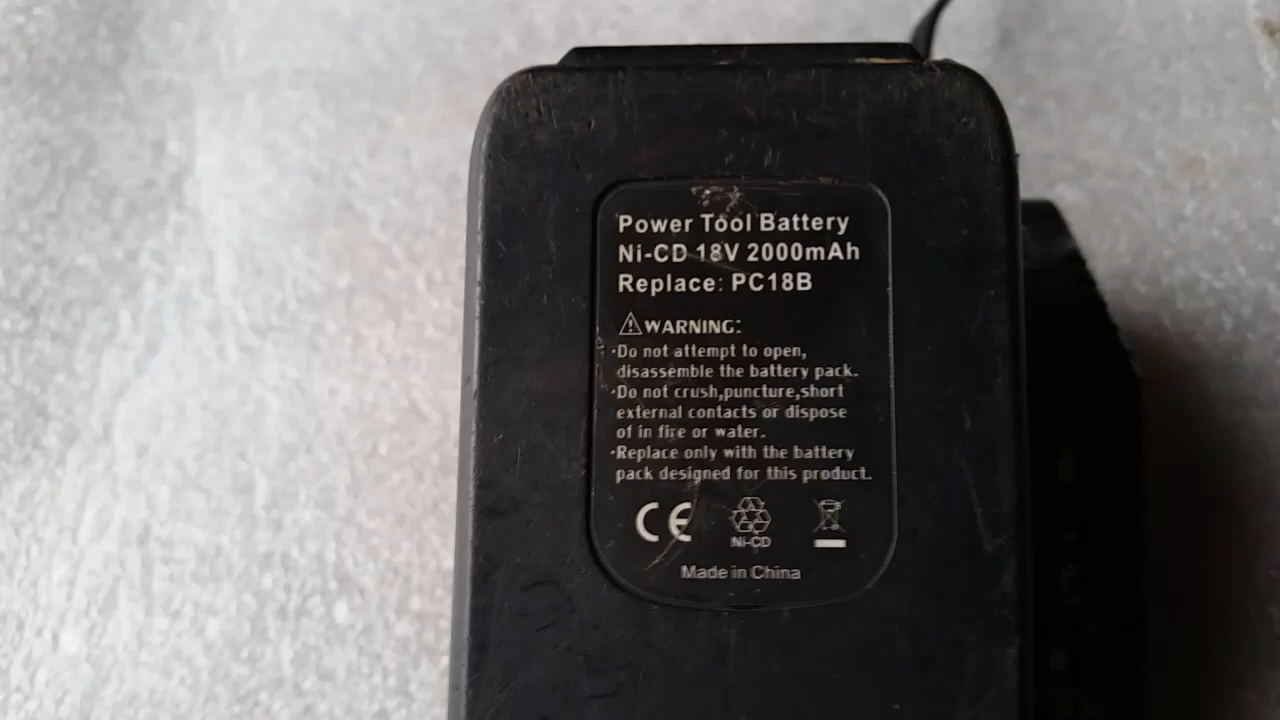 Power Tool Battery
Ni-CD 18V 2000mAh
Replace: PC18B
WARNING:
·Do not attempt to open,
disassemble the battery pack.
·Do not crush,puncture,short
external contacts or dispose
of in fire or water.
·Replace only with the battery
pack designed for this product.
CE
Ni-CD
Made in China